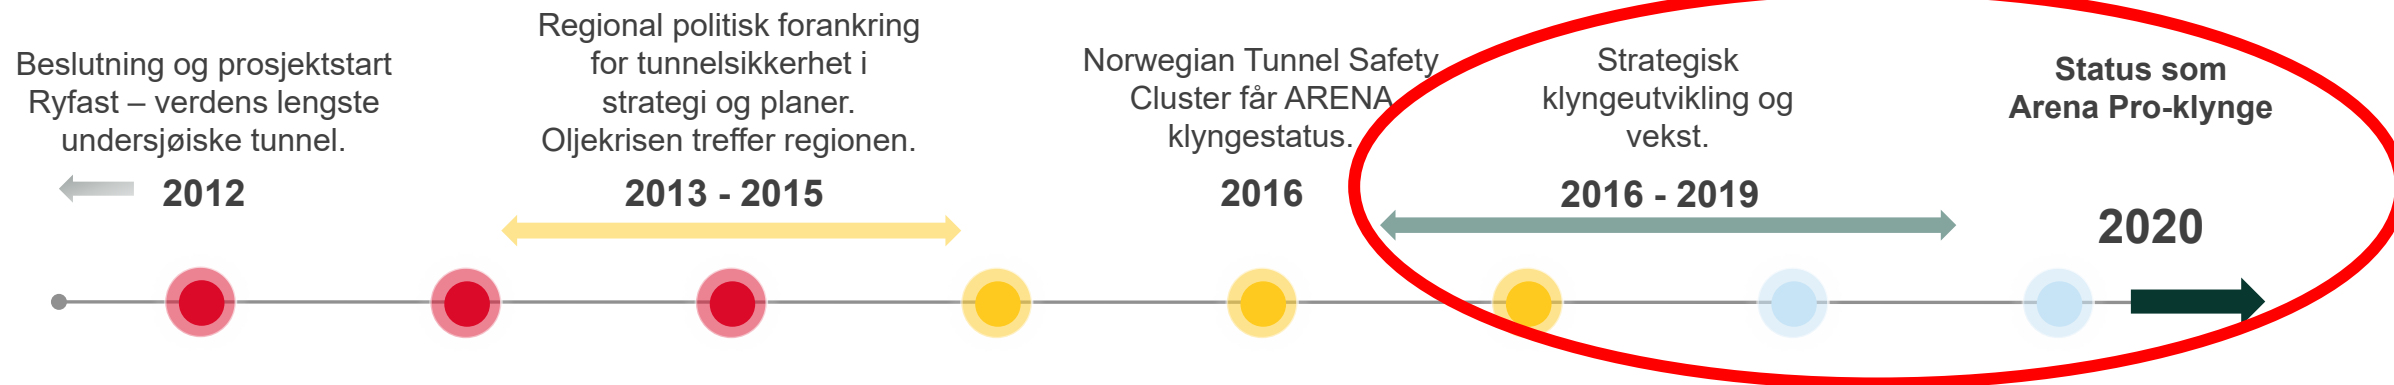 Beslutning og prosjektstart
Ryfast – verdens lengste
undersjøiske tunnel.
2012
Regional politisk forankring
for tunnelsikkerhet i
strategi og planer.
Oljekrisen treffer regionen.
2013 - 2015
Norwegian Tunnel Safety
Cluster får ARENA
klyngestatus.
2016
Strategisk
klyngeutvikling og
vekst.
2016 - 2019
Status som
Arena Pro-klynge
2020